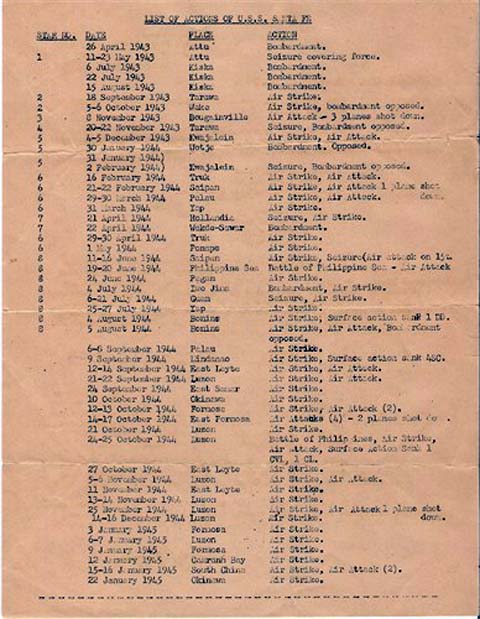 LIST OF ACTIONS OF U.S.S. SANTA FE
STAR NO. DATE PLACE ACTION
26 April 1943 Attu Bombardment.
1 11-23 May 1943 Attu Seizure covering force.
6 July 1943 Kiska Bombardment.
22 July 1943 Kiska Bombardment.
15 August 1943 Kiska Bombardment.
2 18 September 1943 Tarawa Air Strike.
2 5-6 October 1943 Wake Air Strike, bombardment opposed.
3 8 November 1943 Bougainville Air Attack - 3 planes shot down.
4 20-22 November 1943 Tarawa Seizure, Bombardment opposed.
5 4-5 December 1943 Kwajalein Air Strike, Air Attack.
5 30 January 1944 Wotje Bombardment. Opposed.
31 January 1944)
5 2 February 1944) Kwajalein Seizure, Bombardment opposed.
6 16 February 1944 Truk Air Strike, Air Attack.
6 21-22 February 1944 Saipan Air Strike, Air Attack 1 plane shot
6 29-30 March 1944 Palau Air Strike, Air Attack. down.
6 31 March 1944 Yap Air Strike.
7 21 April 1944 Hollandia Seizure, Air Strike.
7 22 April 1944 Wakde-Sawar Bombardment.
6 29-30 April 1944 Truk Air Strike.
6 1 May 1944 Ponape Air Strike.
8 11-16 June 1944 Saipan Air Strike, Seizure(Air attack on 15th
8 19-20 June 1944 Philippine Sea Battle of Philippine Sea - Air Attack
8 24 June 1944 Pagan Air Strike.
8 4 July 1944 Iwo Jima Bombardment, Air Strike.
8 6-21 July 1944 Guam Seizure, Air Strike.
8 25-27 July 1944 Yap Air Strike.
8 4 August 1944 Bonins Air Strike, Surface action sank 1 DD.
8 5 August 1944 Bonins Air Strike, Air Attack, Bombardment
opposed.
6-8 September 1944 Palau Air Strike.
9 September 1944 Mindanao Air Strike, Surface action sank
12-14 September 1944 East Leyte Air Strike, Air Attack.
21-22 September 1944 Luzon Air Strike, Air Attack.
24 September 1944 East Samar Air Strike.
10 October 1944 Okinawa Air Strike.
12-13 October 1944 Formosa Air Strike, Air Attack (2).
14-17 October 1944 East Formosa Air Attacks (4) - 2 planes shot down.
21 October 1944 Luzon Air Strike.
24-25 October 1944 Luzon Battle of Philippines, Air Strike,
Air Attack, Surface Action Sank 1
CVL, 1 CL.
27 October 1944 East Leyte Air Strike.
5-6 November 1944 Luzon Air Strike, Air Attack.
11 November 1944 East Leyte Air Strike.
13-14 November 1944 Luzon Air Strike.
25 November 1944 Luzon Air Strike, Air Attack 1 plane shot
14-16 December 1944 Luzon Air Strike. down.
3 January 1945 Formosa Air Strike.
6-7 January 1945 Luzon Air Strike.
9 January 1945 Formosa Air Strike.
12 January 1945 Camranh Bay Air Strike.
15-16 January 1945 South China Air Strike, Air Attack (2).
22 January 1945 Okinawa Air Strike.